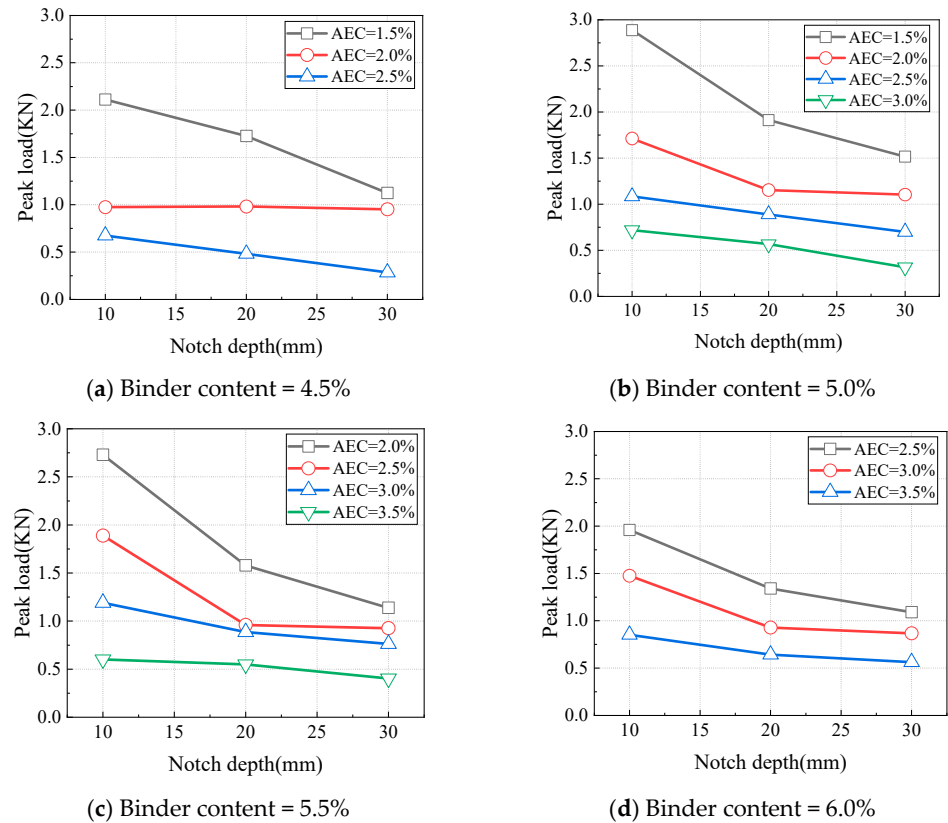 3.0
2.5
2.0
1.5
1.0
0.5
0.0
Peak load(KN)
AEC=1.5%
AEC=2.0%
AEC=2.5%
10 15 20 25 30
Notch depth(mm)
(a) Binder content = 4.5%
3.0
2.5
2.0
1.5
1.0
0.5
0.0
Peak load(KN)
AEC=1.5%
AEC=2.0%
AEC=2.5%
AEC=3.0%
10 15 20 25 30
Notch depth(mm)
(b) Binder content = 5.0%
3.0
2.5
2.0
1.5
1.0
0.5
0.0
Peak load(KN)
AEC=2.0%
AEC=2.5%
AEC=3.0%
AEC=3.5%
10 15 20 25 30
Notch depth(mm)
(c) Binder content = 5.5%
3.0
2.5
2.0
1.5
1.0
0.5
0.0
Peak load(KN)
AEC=2.5%
AEC=3.0%
AEC=3.5%
10 15 20 25 30
Notch depth(mm)
(d) Binder content = 6.0%